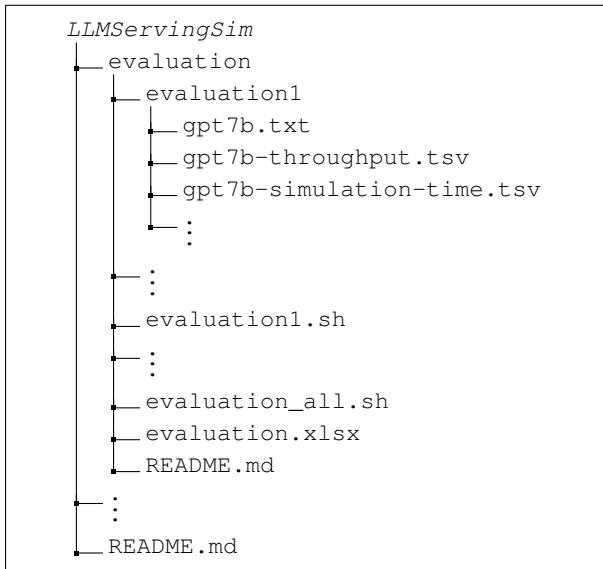 LLMServingSim
evaluation
evaluation1
gpt7b.txt
gpt7b-throughput.tsv
gpt7b-simulation-time.tsv
⋮
⋮
evaluation1.sh
⋮
evaluation_all.sh
evaluation.xlsx
README.md
⋮
README.md